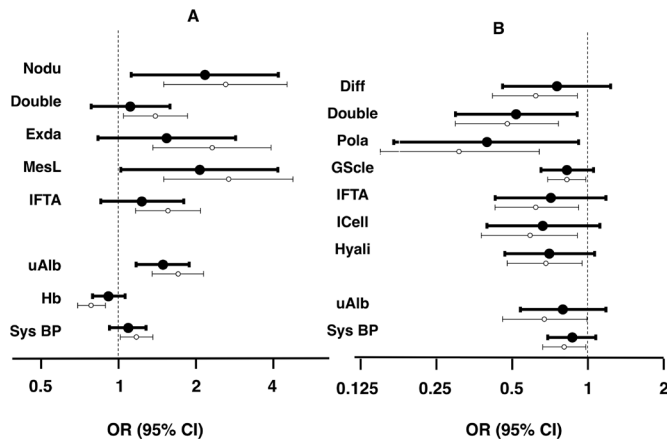 A
Nodu
Double
Exda
MesL
IFTA
uAlb
Hb
Sys BP
0.5 1 2 4
OR (95% CI)
B
Diff
Double
Pola
GScle
IFTA
ICell
Hyali
uAlb
Sys BP
0.125 0.25 0.5 1 2
OR (95% CI)